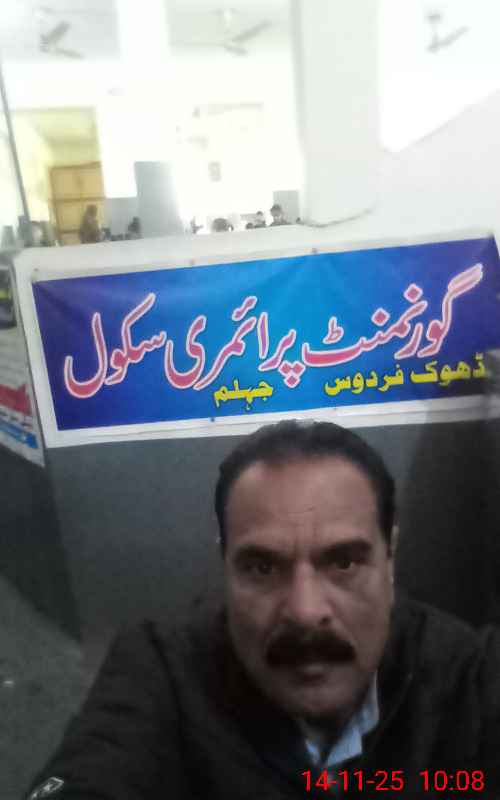 گورنمنٹ پرائمری سکول
ڈھوک فردوس جہلم
14-11-25 10:08